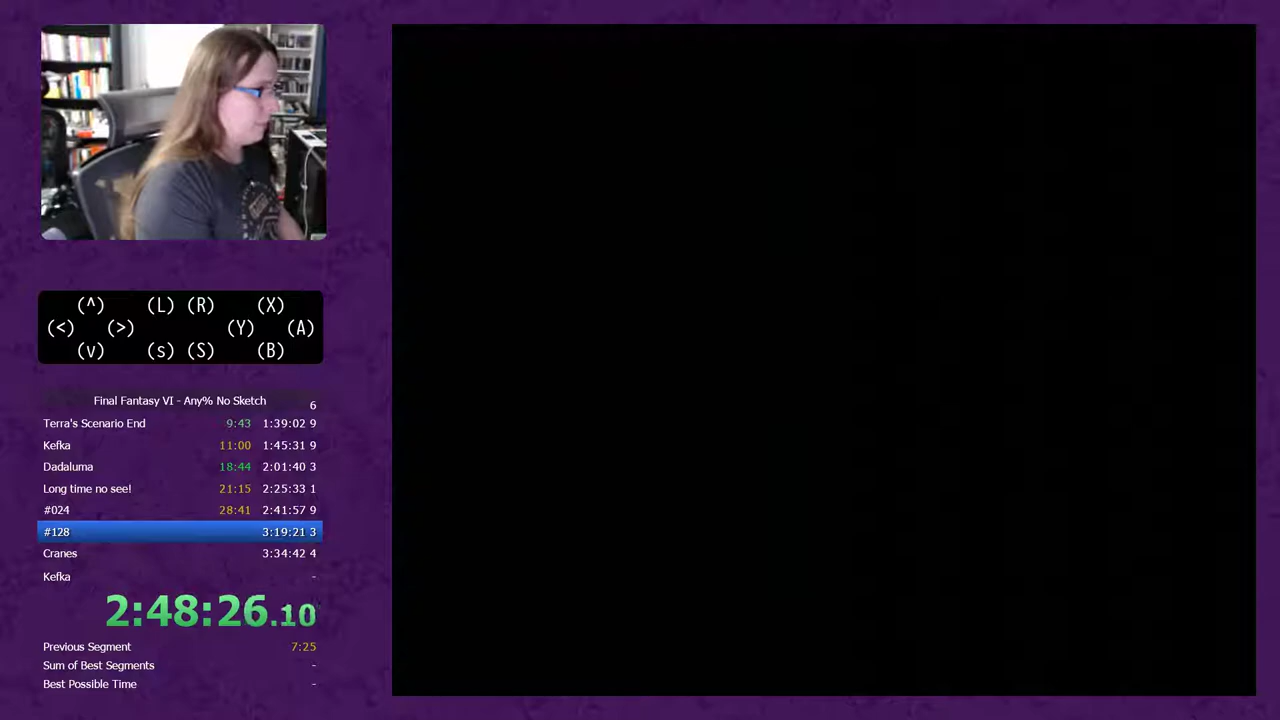 (^) (L) (R) (X)
(<) (>) (Y) (A)
(v) (s) (S) (B)
Final Fantasy VI - Any% No Sketch 6
Terra's Scenario End 9:43 1:39:02 9
Kefka 11:00 1:45:31 9
Dadaluma 18:44 2:01:40 3
Long time no see! 21:15 2:25:33 1
#024 28:41 2:41:57 9
#128 3:19:21 3
Cranes 3:34:42 4
Kefka -
2:48:26.10
Previous Segment 7:25
Sum of Best Segments -
Best Possible Time -